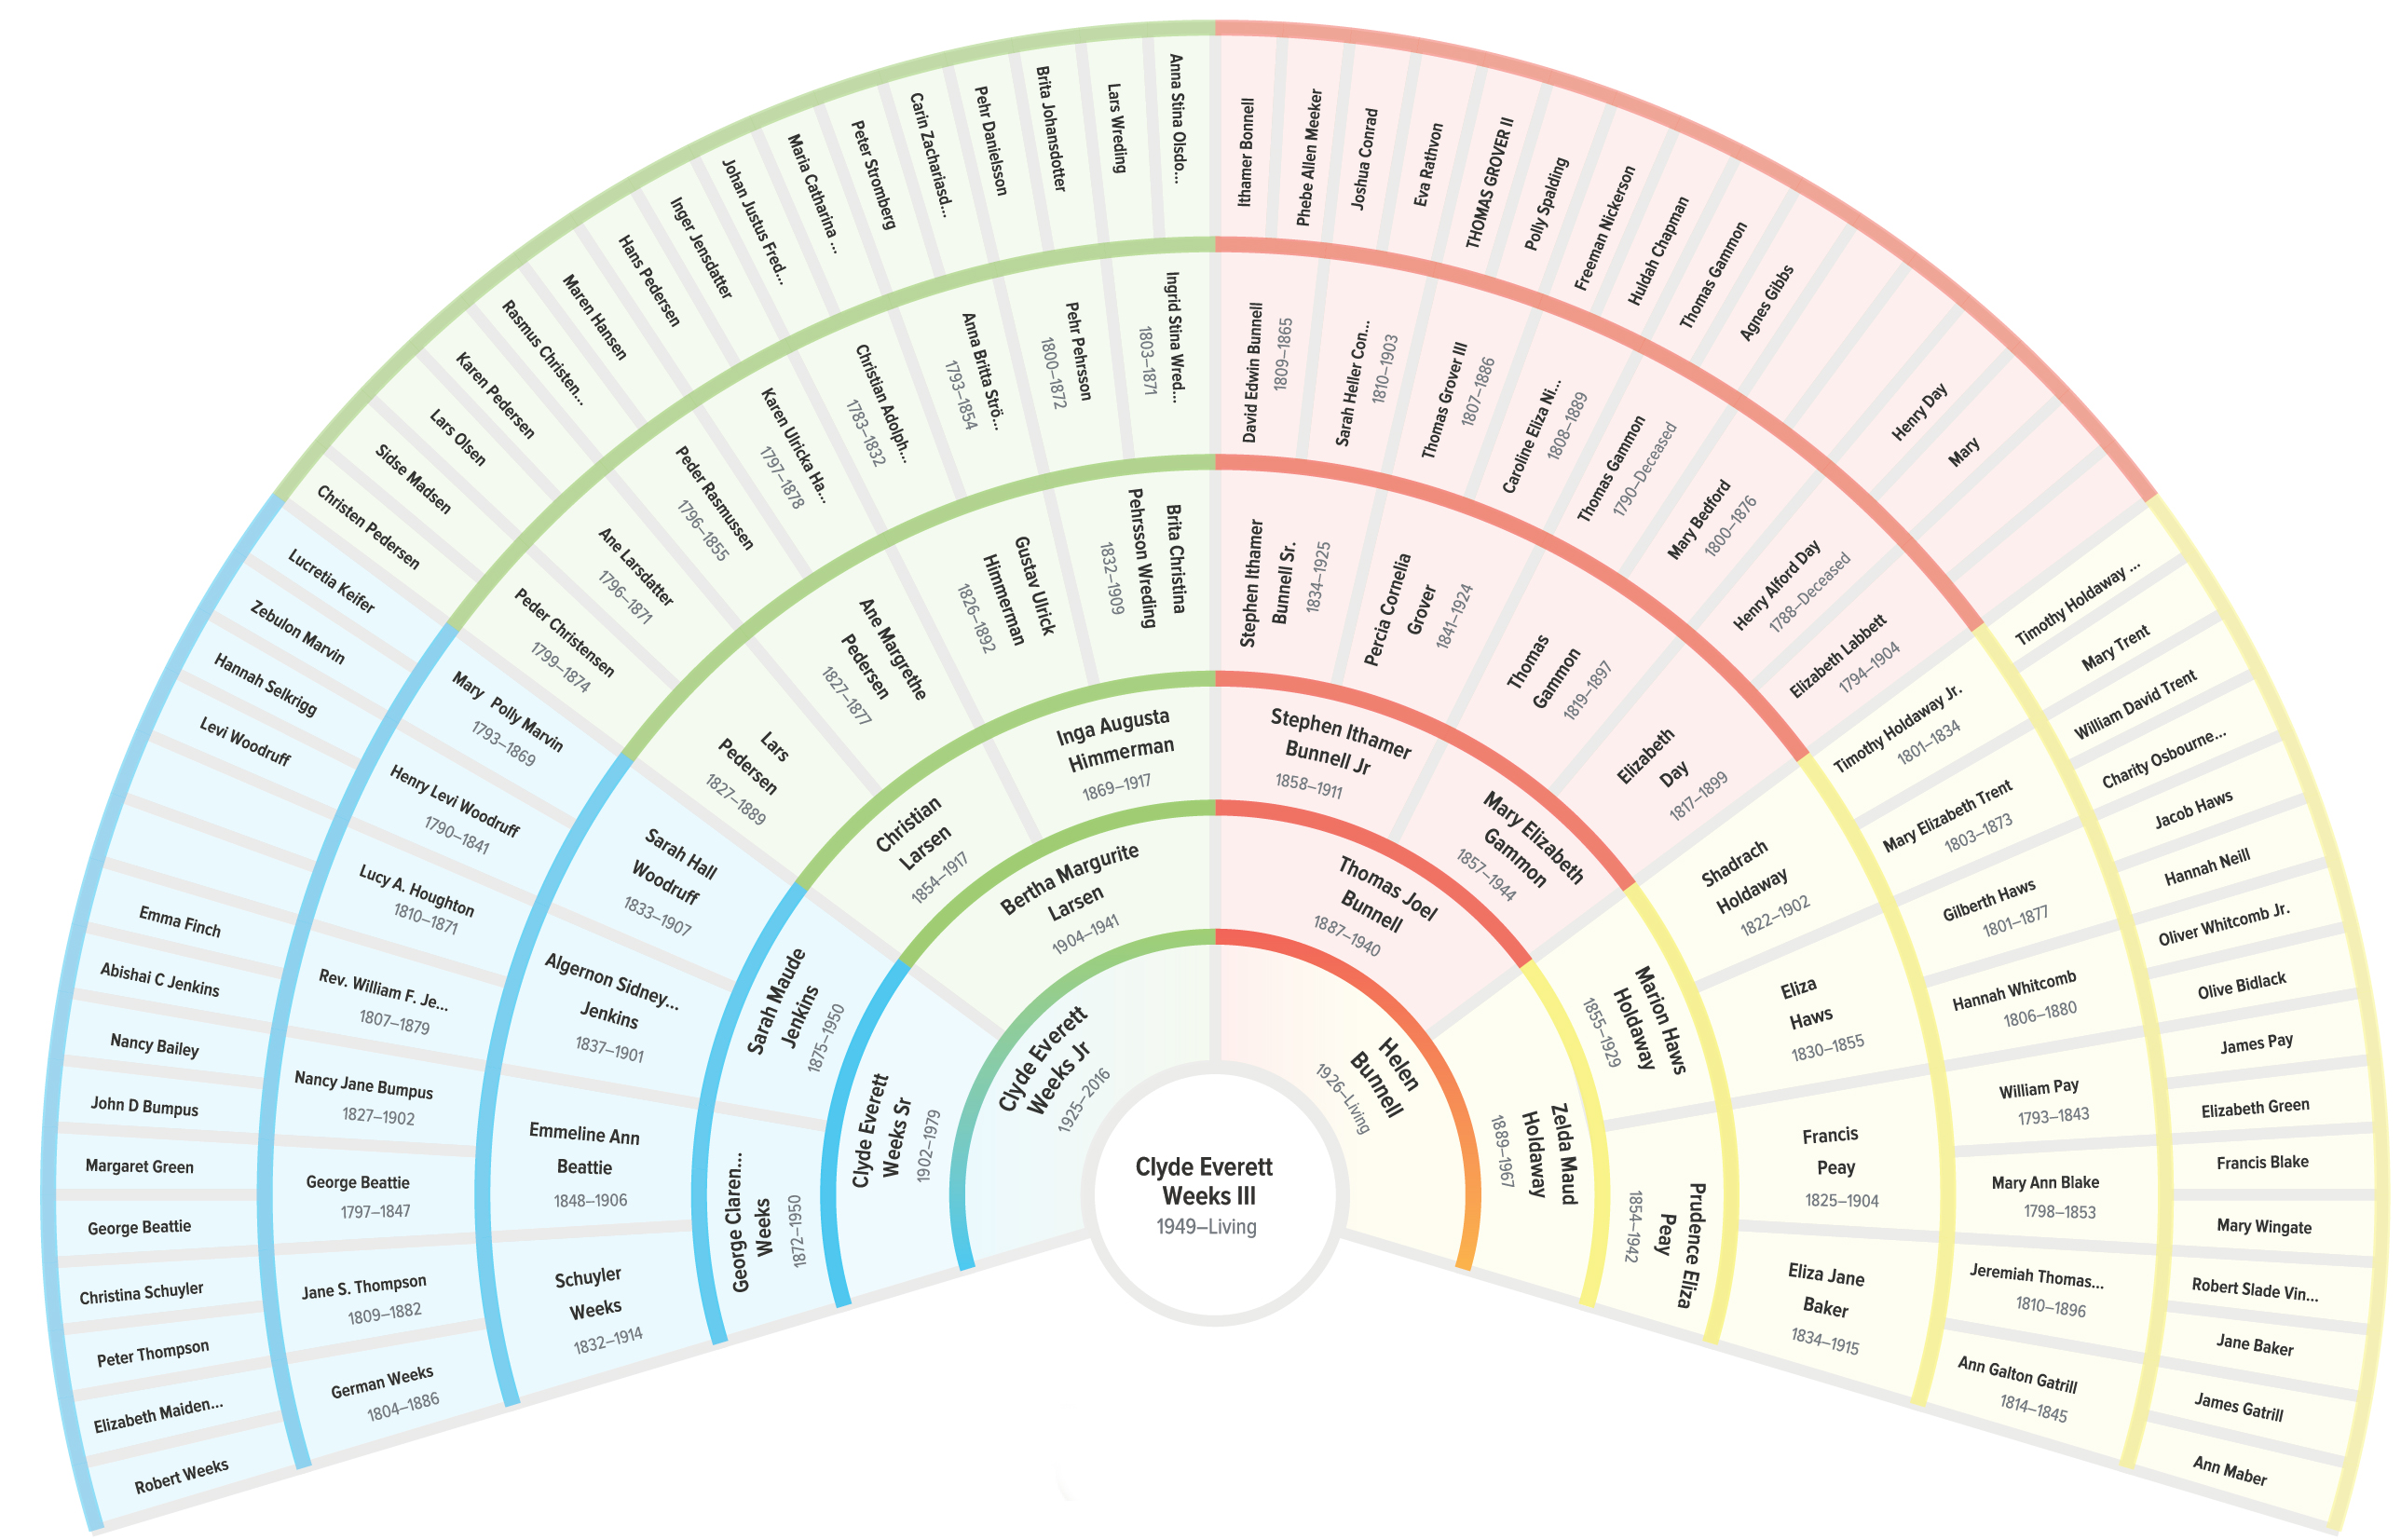 Clyde Everett
Weeks III
1949–Living
Clyde Everett
Weeks Jr
1925–2016
Helen
Bunnell
1926–Living
Clyde Everett
Weeks Sr
1902–1979
Bertha Margurite
Larsen
1904–1941
Thomas Joel
Bunnell
1887–1940
Zelda Maud
Holdaway
1889–1967
George Claren...
Weeks
1872–1950
Sarah Maude
Jenkins
1875–1950
Christian
Larsen
1854–1917
Inga Augusta
Himmerman
1869–1917
Stephen Ithamer
Bunnell Jr
1858–1911
Mary Elizabeth
Gammon
1857–1944
Marion Haws
Holdaway
1855–1929
Prudence Eliza
Peay
1854–1942
Schuyler
Weeks
1832–1914
Emmeline Ann
Beattie
1848–1906
Algernon Sidney...
Jenkins
1837–1901
Sarah Hall
Woodruff
1833–1907
Lars
Pedersen
1827–1889
Ane Margrethe
Pedersen
1827–1877
Gustav Ulrick
Himmerman
1826–1892
Brita Christina
Pehrsson Wreding
1832–1909
Stephen Ithamer
Bunnell Sr.
1834–1925
Percia Cornelia
Grover
1841–1924
Thomas
Gammon
1819–1897
Elizabeth
Day
1817–1899
Shadrach
Holdaway
1822–1902
Eliza
Haws
1830–1855
Francis
Peay
1825–1904
Eliza Jane
Baker
1834–1915
German Weeks
1804–1886
Jane S. Thompson
1809–1882
George Beattie
1797–1847
Nancy Jane Bumpus
1827–1902
Rev. William F. Je...
1807–1879
Lucy A. Houghton
1810–1871
Henry Levi Woodruff
1790–1841
Mary Polly Marvin
1793–1869
Peder Christensen
1799–1874
Ane Larsdatter
1796–1871
Peder Rasmussen
1796–1855
Karen Ulricka Ha...
1797–1878
Christian Adolph...
1783–1832
Anna Britta Strö...
1793–1854
Pehr Pehrsson
1800–1872
Ingrid Stina Wred...
1803–1871
David Edwin Bunnell
1809–1865
Sarah Heller Con...
1810–1903
Thomas Grover III
1807–1886
Caroline Eliza Ni...
1808–1889
Thomas Gammon
1790–Deceased
Mary Bedford
1800–1876
Henry Alford Day
1788–Deceased
Elizabeth Labbett
1794–1904
Timothy Holdaway Jr.
1801–1834
Mary Elizabeth Trent
1803–1873
Gilberth Haws
1801–1877
Hannah Whitcomb
1806–1880
William Pay
1793–1843
Mary Ann Blake
1798–1853
Jeremiah Thomas...
1810–1896
Ann Galton Gatrill
1814–1845
Robert Weeks
Elizabeth Maiden...
Peter Thompson
Christina Schuyler
George Beattie
Margaret Green
John D Bumpus
Nancy Bailey
Abishai C Jenkins
Emma Finch
Levi Woodruff
Hannah Selkrigg
Zebulon Marvin
Lucretia Keifer
Christen Pedersen
Sidse Madsen
Lars Olsen
Karen Pedersen
Rasmus Christen...
Maren Hansen
Hans Pedersen
Inger Jensdatter
Johan Justus Fred...
Maria Catharina ...
Peter Stromberg
Carin Zachariasd...
Pehr Danielsson
Brita Johansdotter
Lars Wreding
Anna Stina Olsdo...
Ithamer Bonnell
Phebe Allen Meeker
Joshua Conrad
Eva Rathvon
THOMAS GROVER II
Polly Spalding
Freeman Nickerson
Huldah Chapman
Thomas Gammon
Agnes Gibbs
Henry Day
Mary
Timothy Holdaway ...
Mary Trent
William David Trent
Charity Osbourne...
Jacob Haws
Hannah Neill
Oliver Whitcomb Jr.
Olive Bidlack
James Pay
Elizabeth Green
Francis Blake
Mary Wingate
Robert Slade Vin...
Jane Baker
James Gatrill
Ann Maber